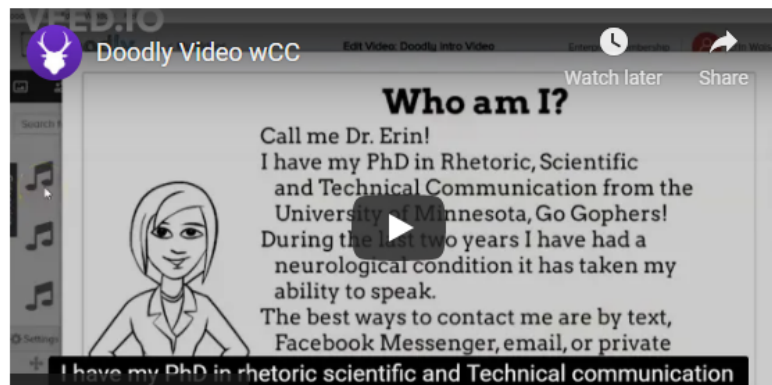 VEED.IO
Doodly Video wCC
Edit Video: Doodly Intro Video
Watch later
Share
Who am I?
Call me Dr. Erin!
I have my PhD in Rhetoric, Scientific
and Technical Communication from the
University of Minnesota, Go Gophers!
During the last two years I have had a
neurological condition it has taken my
ability to speak.
The best ways to contact me are by text,
Facebook Messenger, email, or private
Settings
I have my PhD in rhetoric scientific and Technical communication